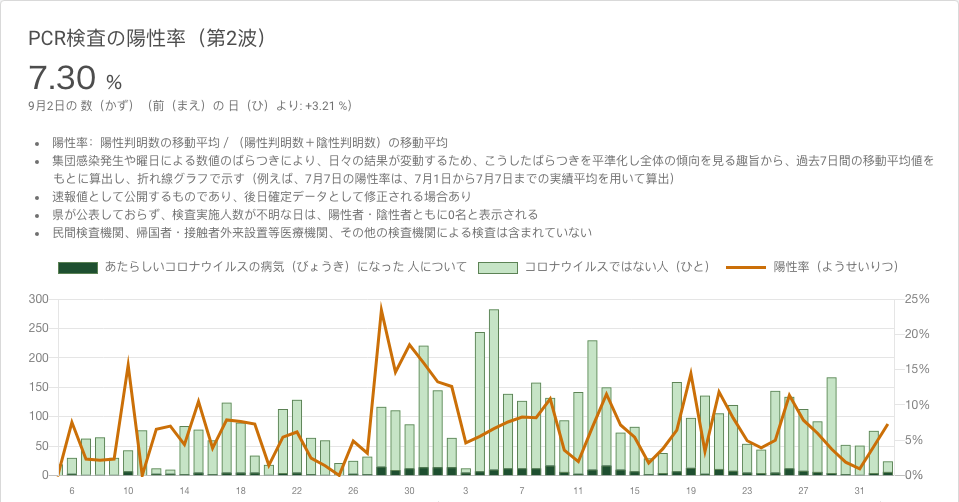 PCR検査の陽性率（第2波）
7.30 %
9月2日の 数（かず）（前（まえ）の 日（ひ）より: +3.21 %）
• 陽性率：陽性判明数の移動平均 / （陽性判明数＋陰性判明数）の移動平均
• 集団感染発生や曜日による数値のばらつきにより、日々の結果が変動するため、こうしたばらつきを平準化し全体の傾向を見る趣旨から、過去7日間の移動平均値を
もとに算出し、折れ線グラフで示す（例えば、7月7日の陽性率は、7月1日から7月7日までの実績平均を用いて算出）
• 速報値として公開するものであり、後日確定データとして修正される場合あり
• 県が公表しておらず、検査実施人数が不明な日は、陽性者・陰性者ともに0名と表示される
• 民間検査機関、帰国者・接触者外来設置等医療機関、その他の検査機関による検査は含まれていない
あたらしいコロナウイルスの病気（びょうき）になった 人について コロナウイルスではない人（ひと） 陽性率（ようせいりつ）
300 25%
250 20%
200 15%
150 10%
100 5%
50 0%
0
6 10 14 18 22 26 30 3 7 11 15 19 23 27 31